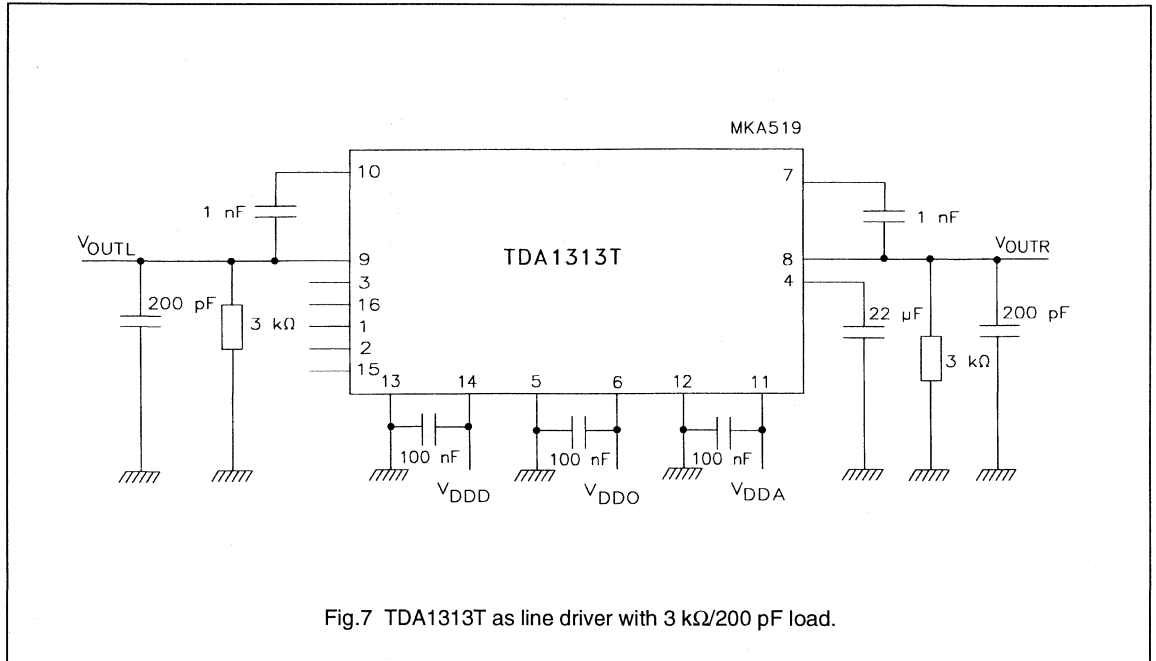 MKA519
10
7
1 nF
1 nF
VOUTL
9
TDA1313T
8
VOUTR
3
4
200 pF
16
22 μF
200 pF
3 kΩ
1
2
3 kΩ
15
13
14
5
6
12
11
100 nF
100 nF
100 nF
VDDD
VDDO
VDDA
Fig.7 TDA1313T as line driver with 3 kΩ/200 pF load.